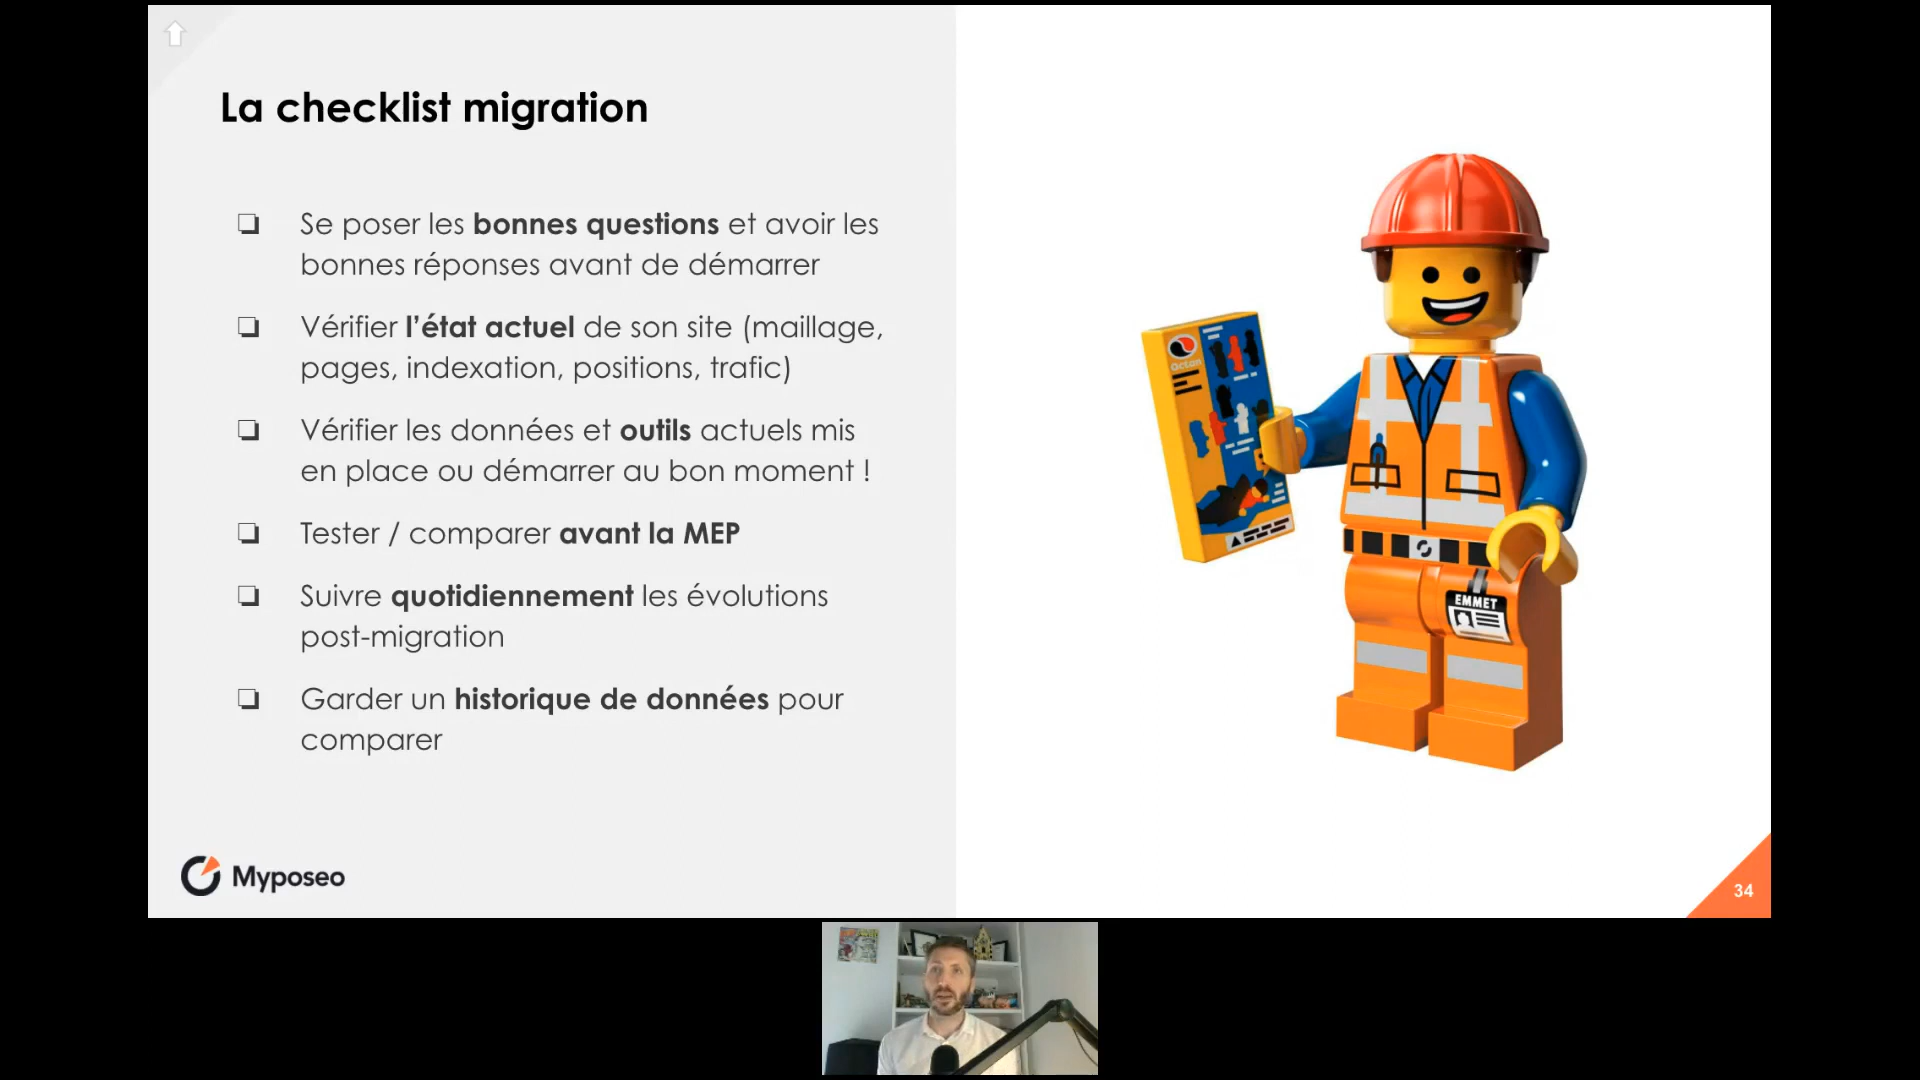 La checklist migration
❏ Se poser les bonnes questions et avoir les
bonnes réponses avant de démarrer
❏ Vérifier l’état actuel de son site (maillage,
pages, indexation, positions, trafic)
❏ Vérifier les données et outils actuels mis
en place ou démarrer au bon moment !
❏ Tester / comparer avant la MEP
❏ Suivre quotidiennement les évolutions
post-migration
❏ Garder un historique de données pour
comparer
Octan
EMMET
Myposeo
34